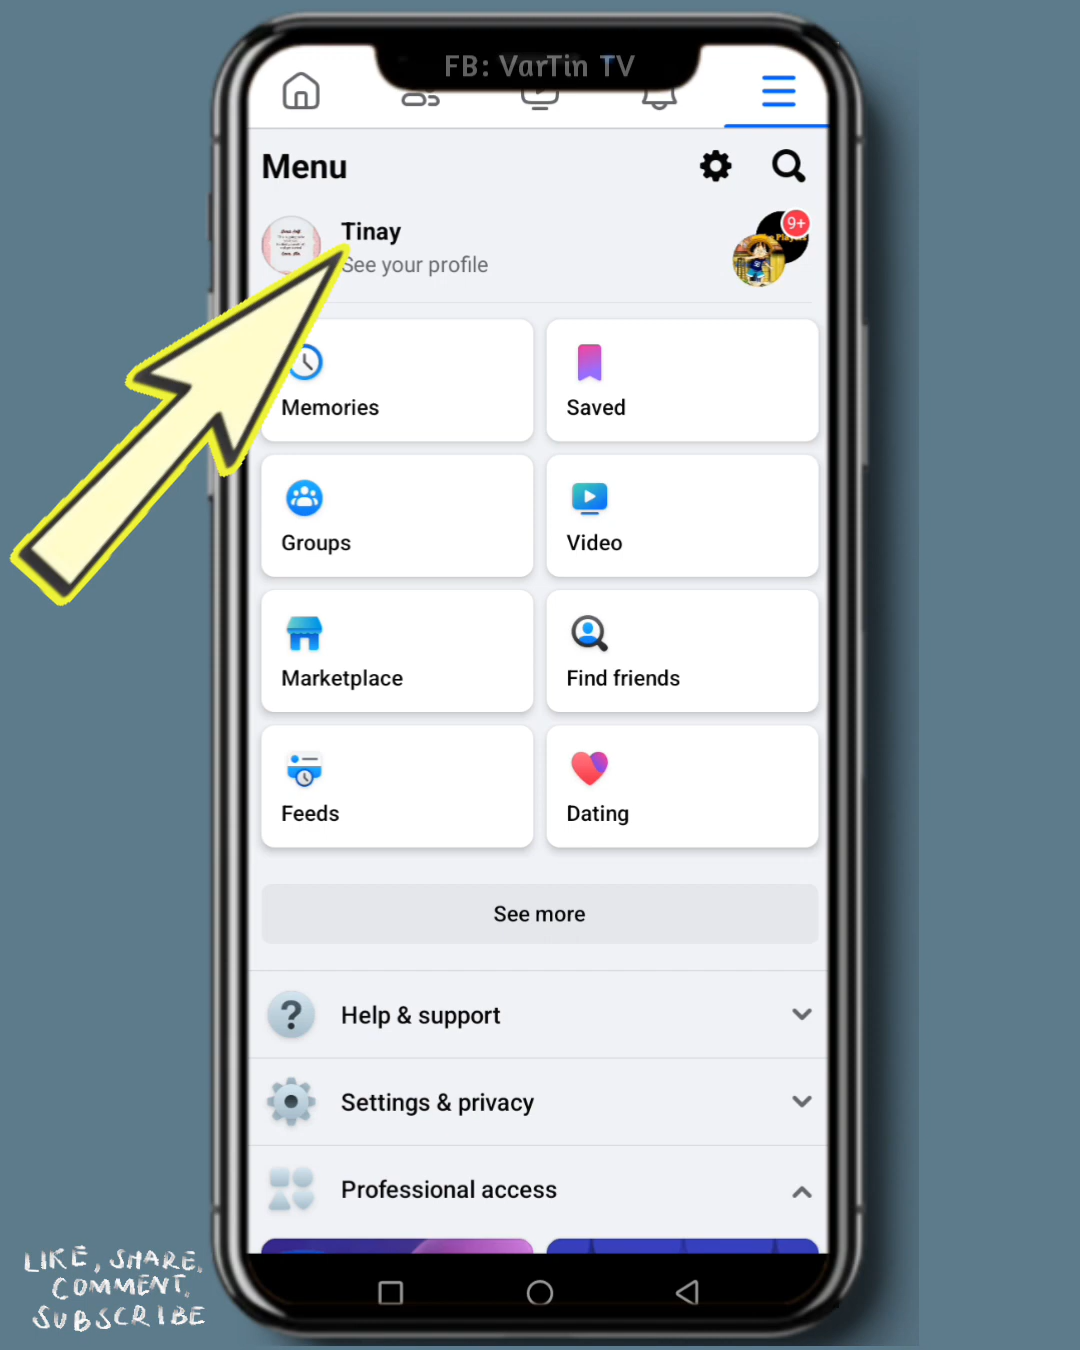 FB: VarTin TV
Menu
Tinay
See your profile
9+
Memories
Saved
Groups
Video
Marketplace
Find friends
Feeds
Dating
See more
? Help & support
Settings & privacy
Professional access
LIKE, SHARE,
COMMENT,
SUBSCRIBE